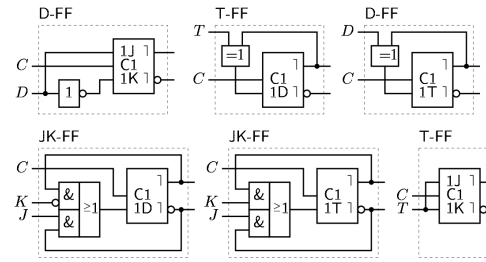 D-FF
T-FF
D-FF
C
D
1
1J ┐
C1
1K ┐
T
C
=1
┐
C1
1D ┐
D
C
=1
┐
C1
1T ┐
JK-FF
JK-FF
T-FF
C
K
J
&
&
≥1
┐
C1
1D ┐
C
K
J
&
&
≥1
┐
C1
1T ┐
C
T
1J ┐
C1
1K ┐